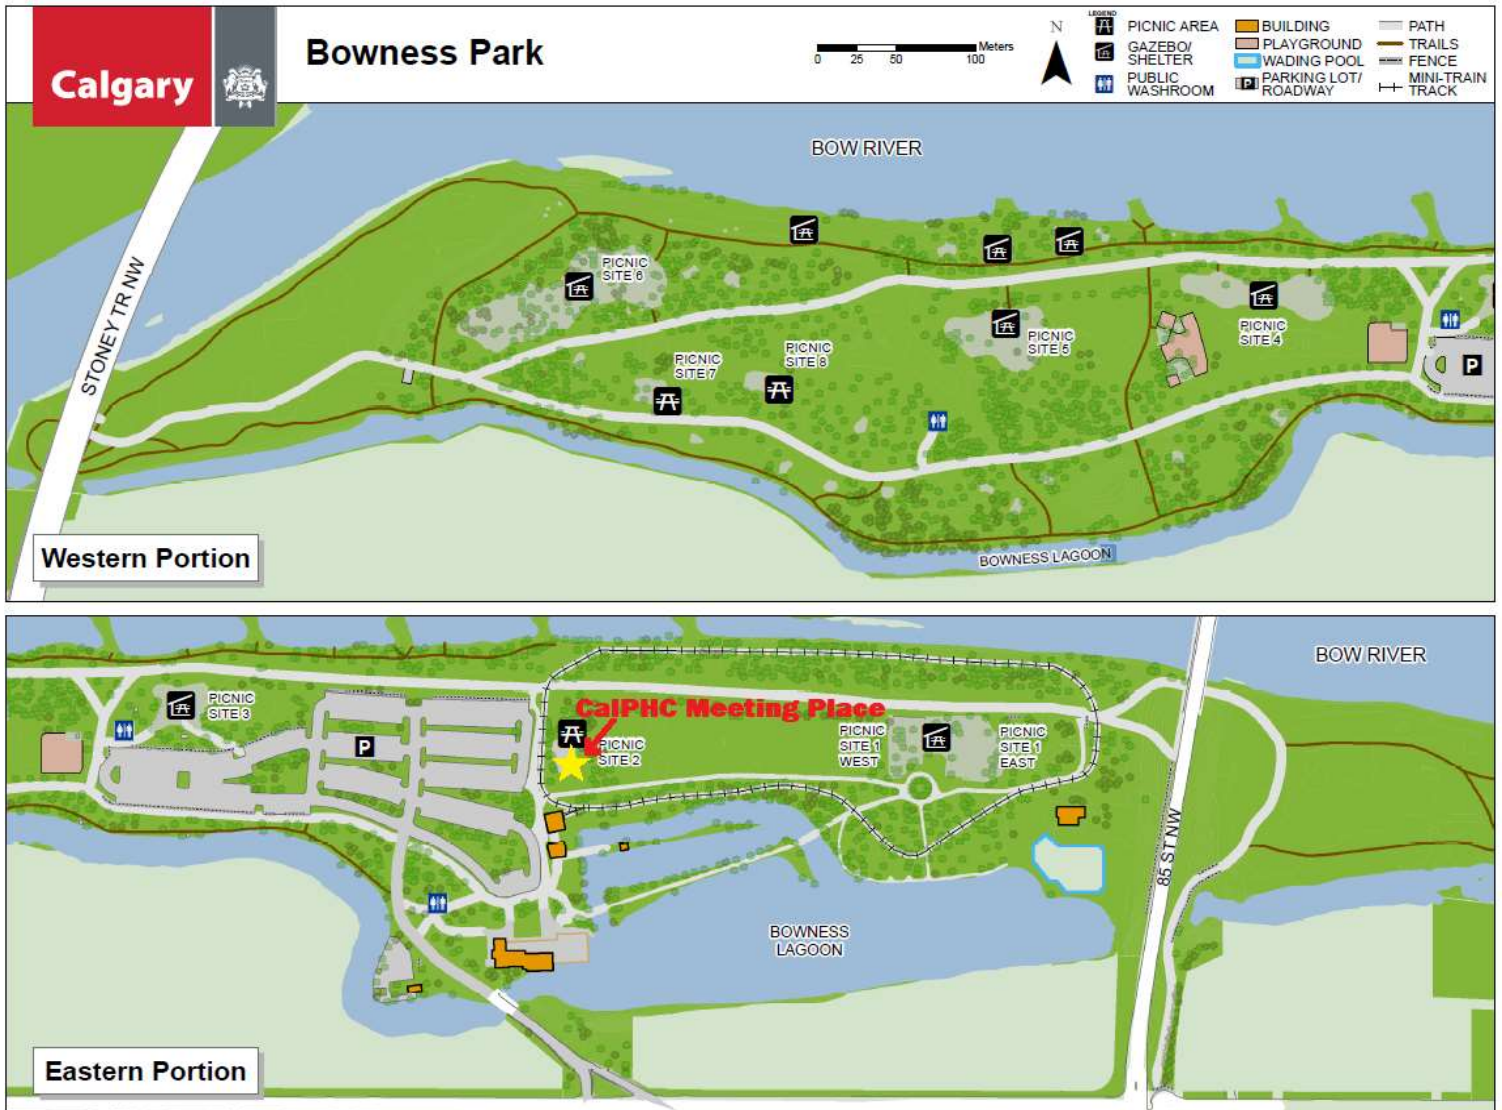 Calgary
Bowness Park
Meters
0 25 50 100
N
LEGEND
PICNIC AREA
GAZEBO/
SHELTER
PUBLIC
WASHROOM
BUILDING
PLAYGROUND
WADING POOL
P PARKING LOT/
ROADWAY
PATH
TRAILS
FENCE
MINI-TRAIN
TRACK
BOW RIVER
STONEY TR NW
PICNIC
SITE 6
PICNIC
SITE 7
PICNIC
SITE 8
PICNIC
SITE 5
PICNIC
SITE 4
P
BOWNESS LAGOON
Western Portion
BOW RIVER
PICNIC
SITE 3
P
CalPHC Meeting Place
PICNIC
SITE 2
PICNIC
SITE 1
WEST
PICNIC
SITE 1
EAST
85 ST NW
BOWNESS
LAGOON
Eastern Portion